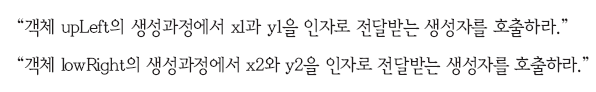 “객체 upLeft의 생성과정에서 x1과 y1을 인자로 전달받는 생성자를 호출하라.”
“객체 lowRight의 생성과정에서 x2와 y2을 인자로 전달받는 생성자를 호출하라.”